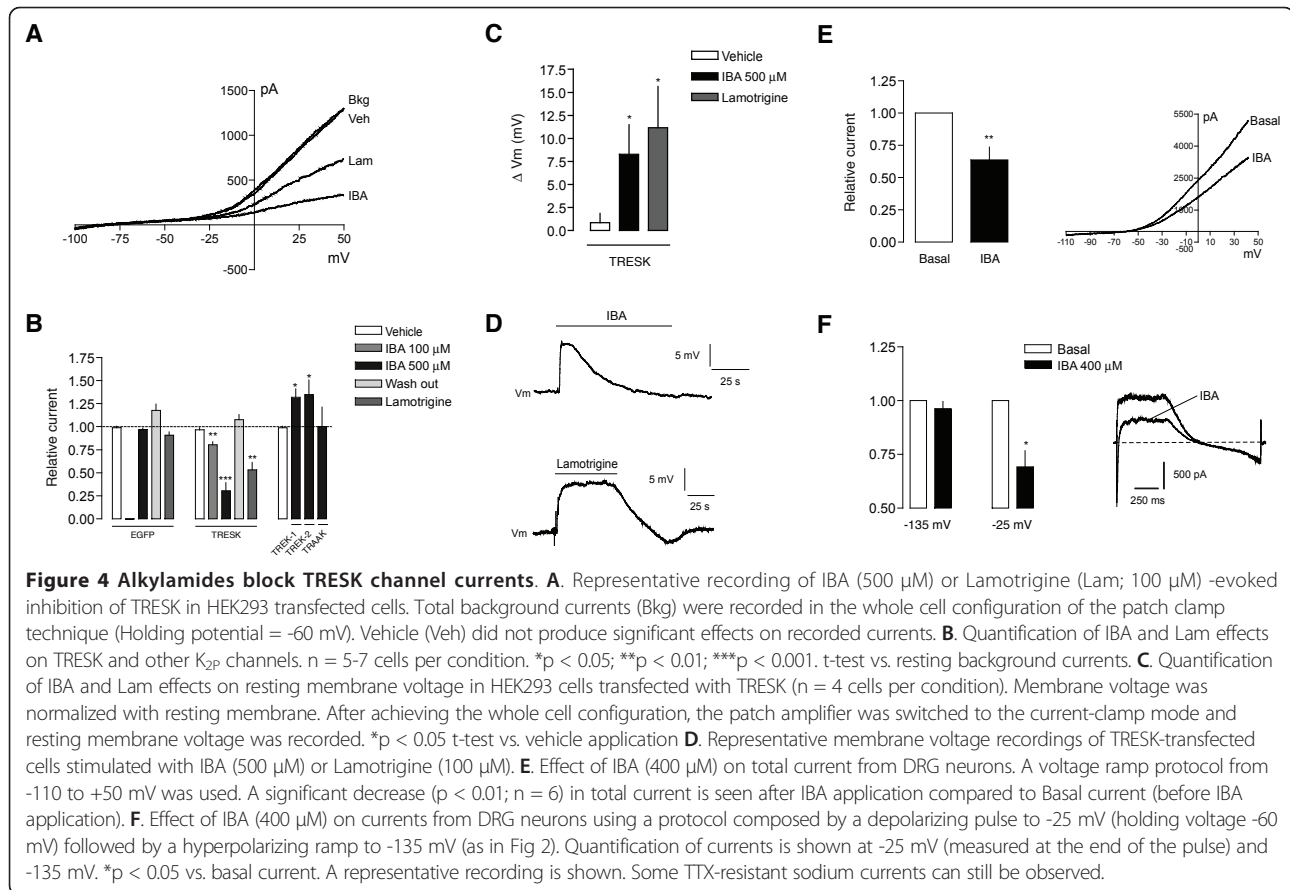 A
pA
1500
1000
500
-500
-100 -75 -50 -25 25 50
mV
Bkg
Veh
Lam
IBA
C
Vehicle
IBA 500 µM
Lamotrigine
Δ Vm (mV)
17.5
15.0
12.5
10.0
7.5
5.0
2.5
0.0
* *
TRESK
E
Relative current
1.25
1.00
0.75
0.50
0.25
0.00
**
Basal IBA
pA
5500
4000
2500
1000
-500
-110 -90 -70 -50 -30 10 30 50
mV
Basal
IBA
B
Vehicle
IBA 100 µM
IBA 500 µM
Wash out
Lamotrigine
Relative current
1.75
1.50
1.25
1.00
0.75
0.50
0.25
0.00
** *** ** * *
EGFP TRESK TREK-1 TREK-2 TRAAK
D
IBA
5 mV
25 s
Vm
Lamotrigine
5 mV
25 s
Vm
F
Basal
IBA 400 µM
1.00
0.75
0.50
*
-135 mV -25 mV
IBA
500 pA
250 ms
Figure 4 Alkylamides block TRESK channel currents. A. Representative recording of IBA (500 µM) or Lamotrigine (Lam; 100 µM) -evoked
inhibition of TRESK in HEK293 transfected cells. Total background currents (Bkg) were recorded in the whole cell configuration of the patch clamp
technique (Holding potential = -60 mV). Vehicle (Veh) did not produce significant effects on recorded currents. B. Quantification of IBA and Lam effects
on TRESK and other K2P channels. n = 5-7 cells per condition. *p < 0.05; **p < 0.01; ***p < 0.001. t-test vs. resting background currents. C. Quantification
of IBA and Lam effects on resting membrane voltage in HEK293 cells transfected with TRESK (n = 4 cells per condition). Membrane voltage was
normalized with resting membrane. After achieving the whole cell configuration, the patch amplifier was switched to the current-clamp mode and
resting membrane voltage was recorded. *p < 0.05 t-test vs. vehicle application D. Representative membrane voltage recordings of TRESK-transfected
cells stimulated with IBA (500 µM) or Lamotrigine (100 µM). E. Effect of IBA (400 µM) on total current from DRG neurons. A voltage ramp protocol from
-110 to +50 mV was used. A significant decrease (p < 0.01; n = 6) in total current is seen after IBA application compared to Basal current (before IBA
application). F. Effect of IBA (400 µM) on currents from DRG neurons using a protocol composed by a depolarizing pulse to -25 mV (holding voltage -60
mV) followed by a hyperpolarizing ramp to -135 mV (as in Fig 2). Quantification of currents is shown at -25 mV (measured at the end of the pulse) and
-135 mV. *p < 0.05 vs. basal current. A representative recording is shown. Some TTX-resistant sodium currents can still be observed.